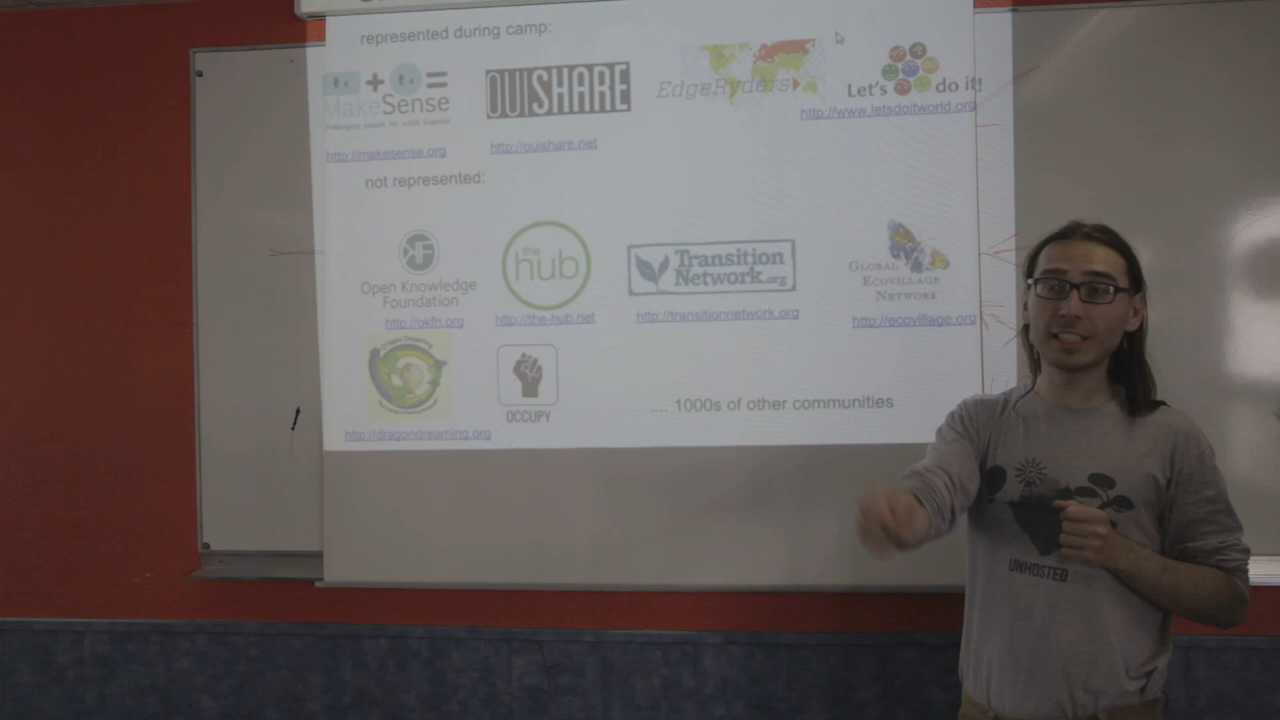 represented during camp:
+ =
MakeSense
http://makesense.org
OUISHARE
http://ouishare.net
EdgeRyders
Let's do it!
http://www.letsdoitworld.org
not represented:
Open Knowledge
Foundation
http://okfn.org
the
hub
http://the-hub.net
Transition
Network.org
http://transitionnetwork.org
GLOBAL
ECOVILLAGE
NETWORK
http://ecovillage.org
Dragon Dreaming
http://dragondreaming.org
OCCUPY
.... 1000s of other communities
UNHOSTED